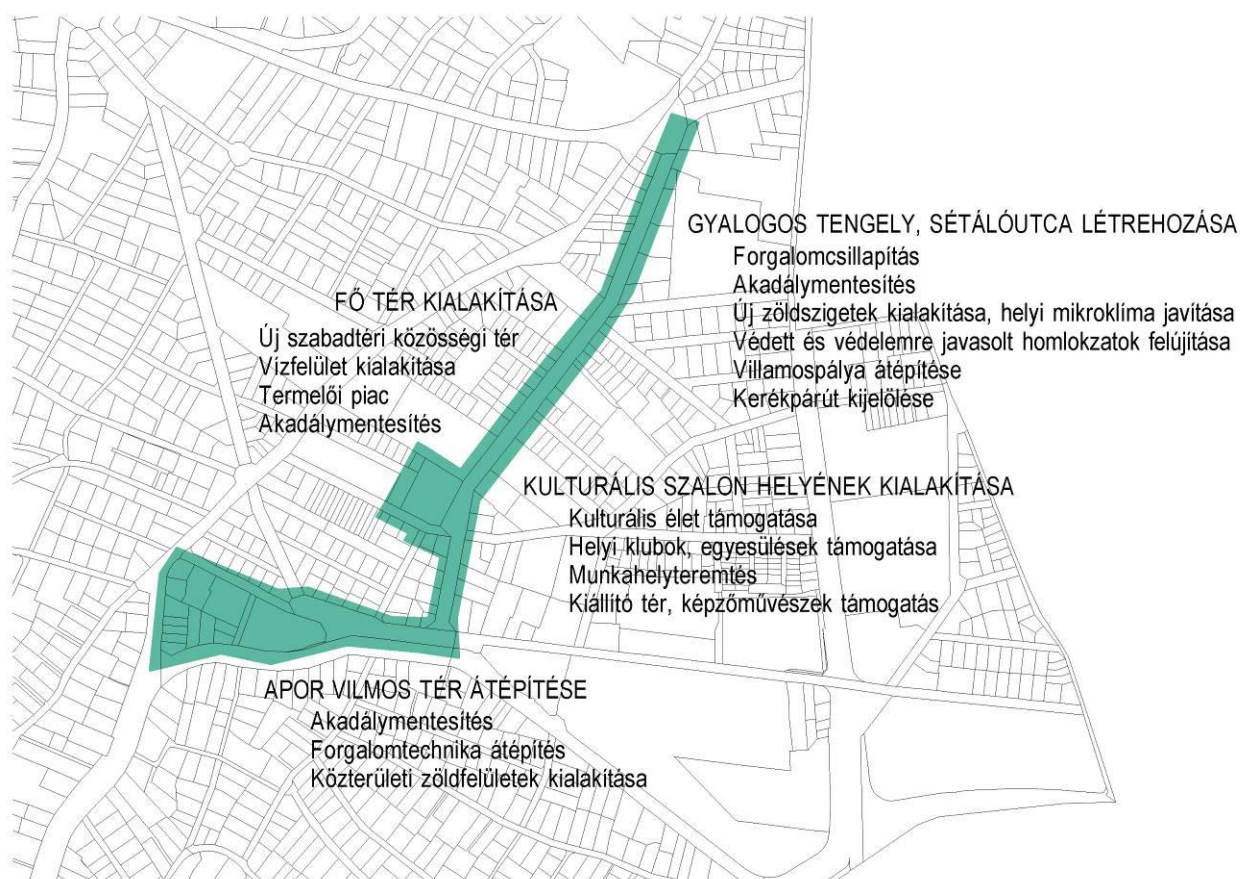 GYALOGOS TENGELY, SÉTÁLÓUTCA LÉTREHOZÁSA
Forgalomcsillapítás
Akadálymentesítés
Új zöldszigetek kialakítása, helyi mikroklíma javítása
Védett és védelemre javasolt homlokzatok felújítása
Villamospálya átépítése
Kerékpárút kijelölése
FŐ TÉR KIALAKÍTÁSA
Új szabadtéri közösségi tér
Vízfelület kialakítása
Termelői piac
Akadálymentesítés
KULTURÁLIS SZALON HELYÉNEK KIALAKÍTÁSA
Kulturális élet támogatása
Helyi klubok, egyesülések támogatása
Munkahelyteremtés
Kiállító tér, képzőművészek támogatás
APOR VILMOS TÉR ÁTÉPÍTÉSE
Akadálymentesítés
Forgalomtechnika átépítés
Közterületi zöldfelületek kialakítása